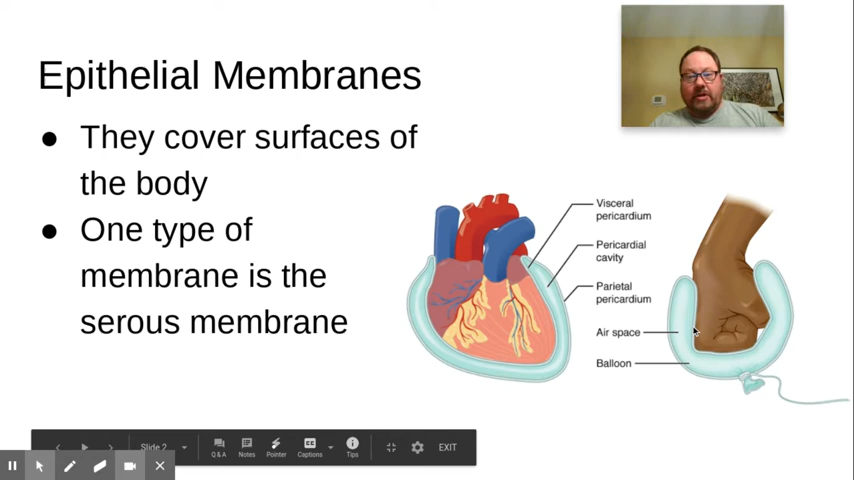 Epithelial Membranes
● They cover surfaces of
the body
● One type of
membrane is the
serous membrane
Visceral
pericardium
Pericardial
cavity
Parietal
pericardium
Air space
Balloon
Slide 2
Q & A
Notes
Pointer
Captions
Tips
EXIT